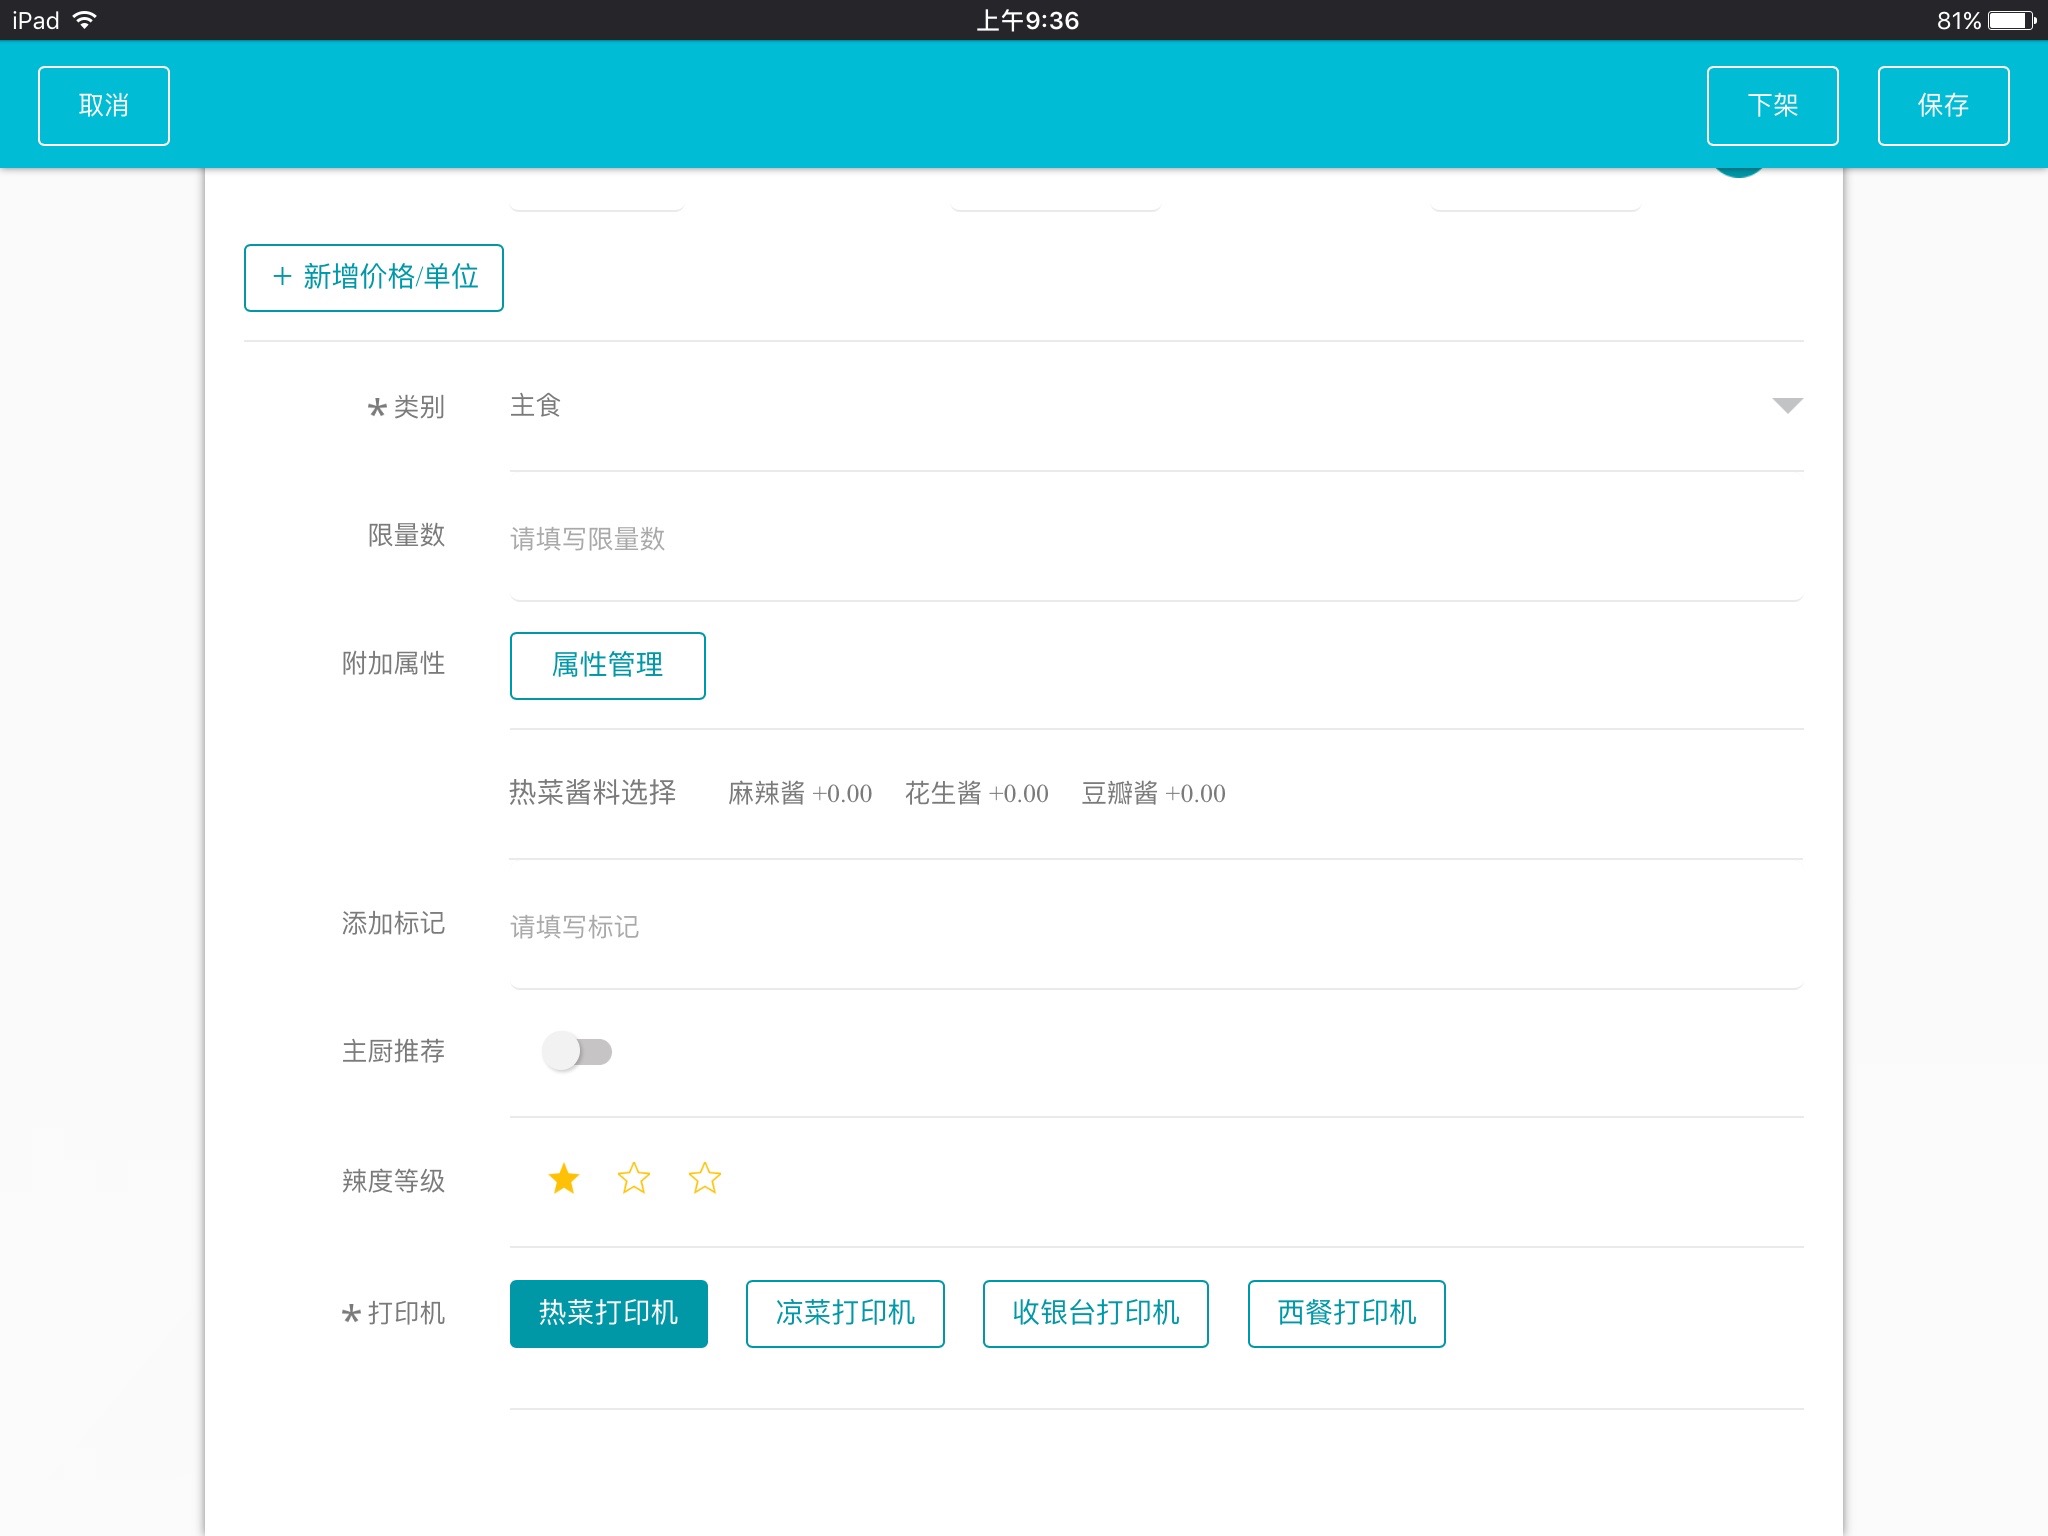 iPad 上午9:36 81%
取消 下架 保存
+ 新增价格/单位
* 类别 主食
限量数 请填写限量数
附加属性 属性管理
热菜酱料选择 麻辣酱 +0.00 花生酱 +0.00 豆瓣酱 +0.00
添加标记 请填写标记
主厨推荐
辣度等级
* 打印机 热菜打印机 凉菜打印机 收银台打印机 西餐打印机